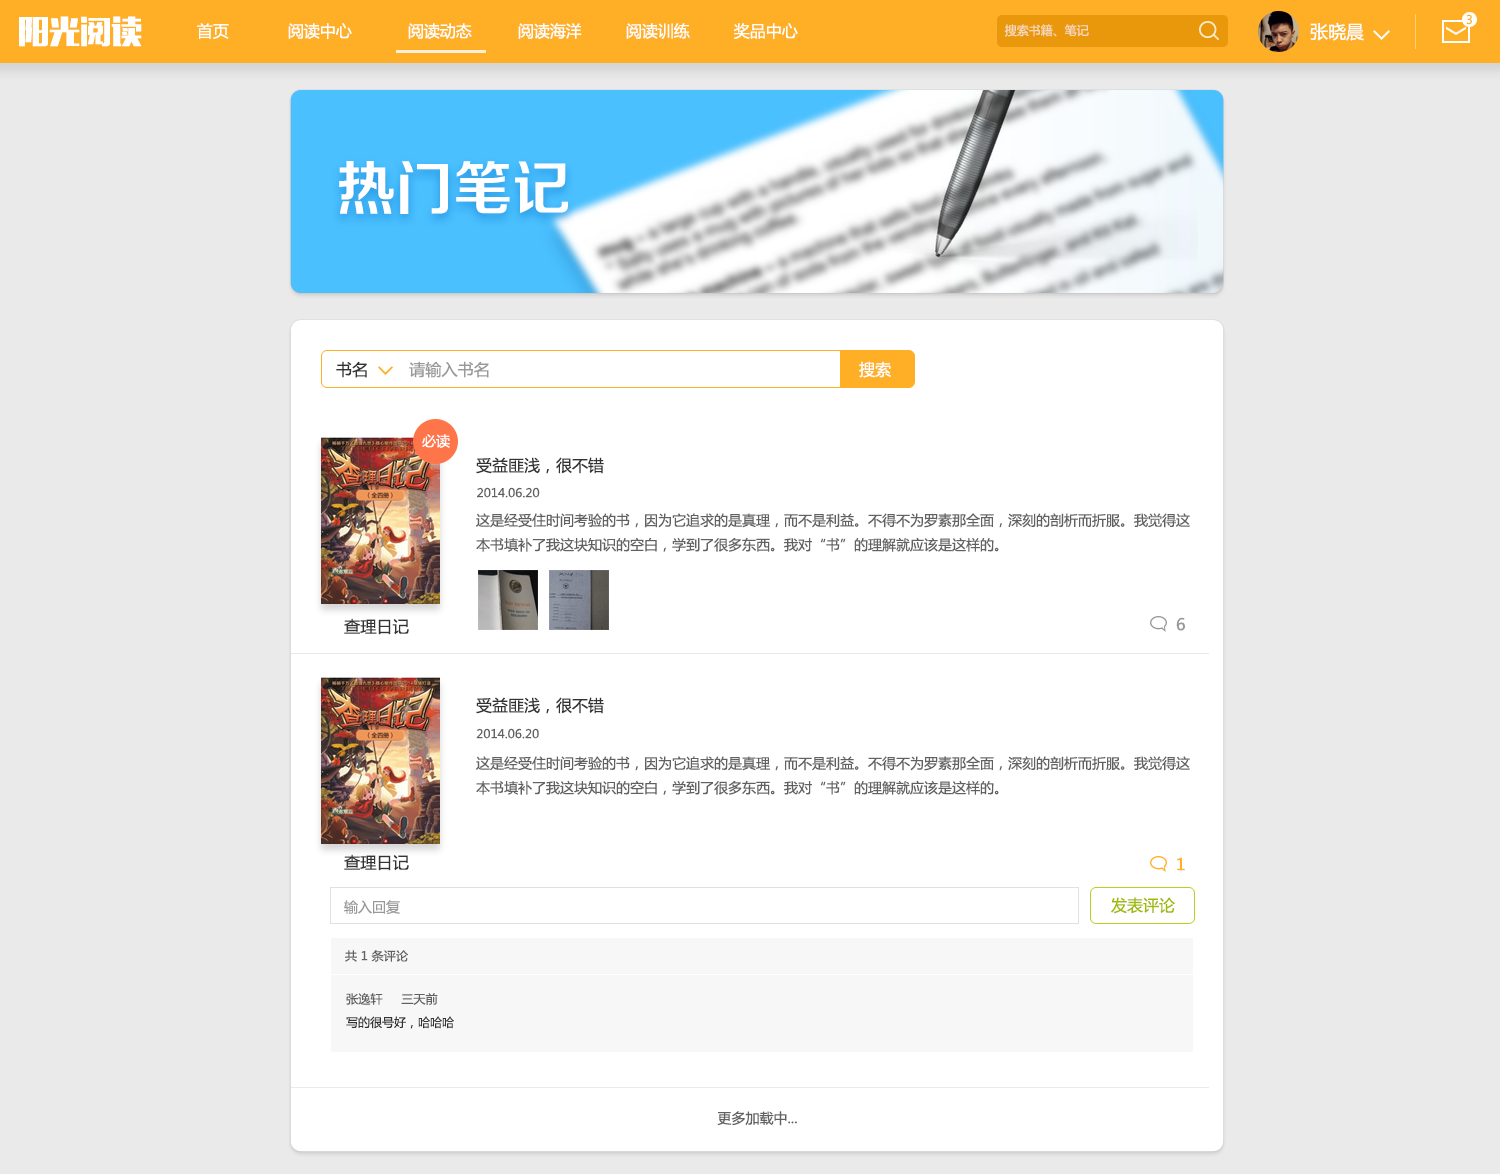 阳光阅读
首页
阅读中心
阅读动态
阅读海洋
阅读训练
奖品中心
搜索书籍、笔记
张晓晨
3
热门笔记
书名
请输入书名
搜索
必读
查理日记
(全四册)
受益匪浅，很不错
2014.06.20
这是经受住时间考验的书，因为它追求的是真理，而不是利益。不得不为罗素那全面，深刻的剖析而折服。我觉得这
本书填补了我这块知识的空白，学到了很多东西。我对“书”的理解就应该是这样的。
查理日记
6
查理日记
(全四册)
受益匪浅，很不错
2014.06.20
这是经受住时间考验的书，因为它追求的是真理，而不是利益。不得不为罗素那全面，深刻的剖析而折服。我觉得这
本书填补了我这块知识的空白，学到了很多东西。我对“书”的理解就应该是这样的。
查理日记
1
输入回复
发表评论
共 1 条评论
张逸轩 三天前
写的很号好，哈哈哈
更多加载中...